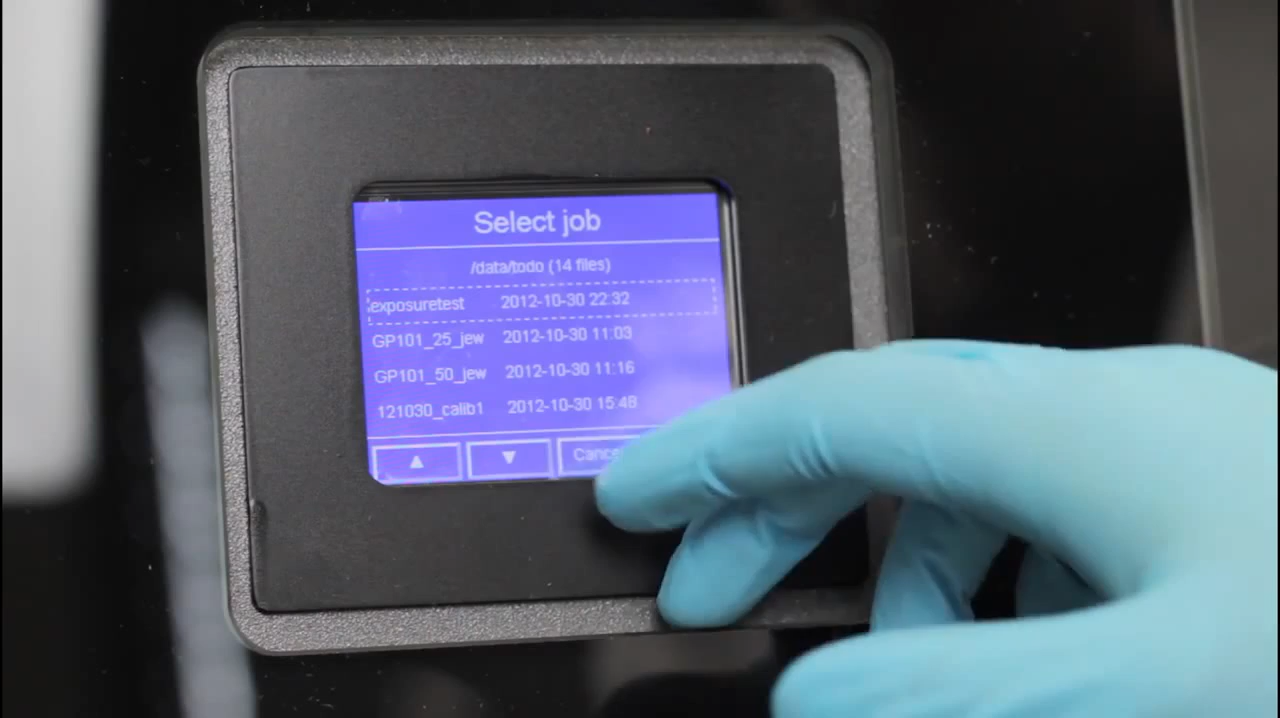 Select job
/data/todo (14 files)
exposuretest 2012-10-30 22:32
GP101_25_jew 2012-10-30 11:03
GP101_50_jew 2012-10-30 11:16
121030_calib1 2012-10-30 15:48
▲ ▼ Cance